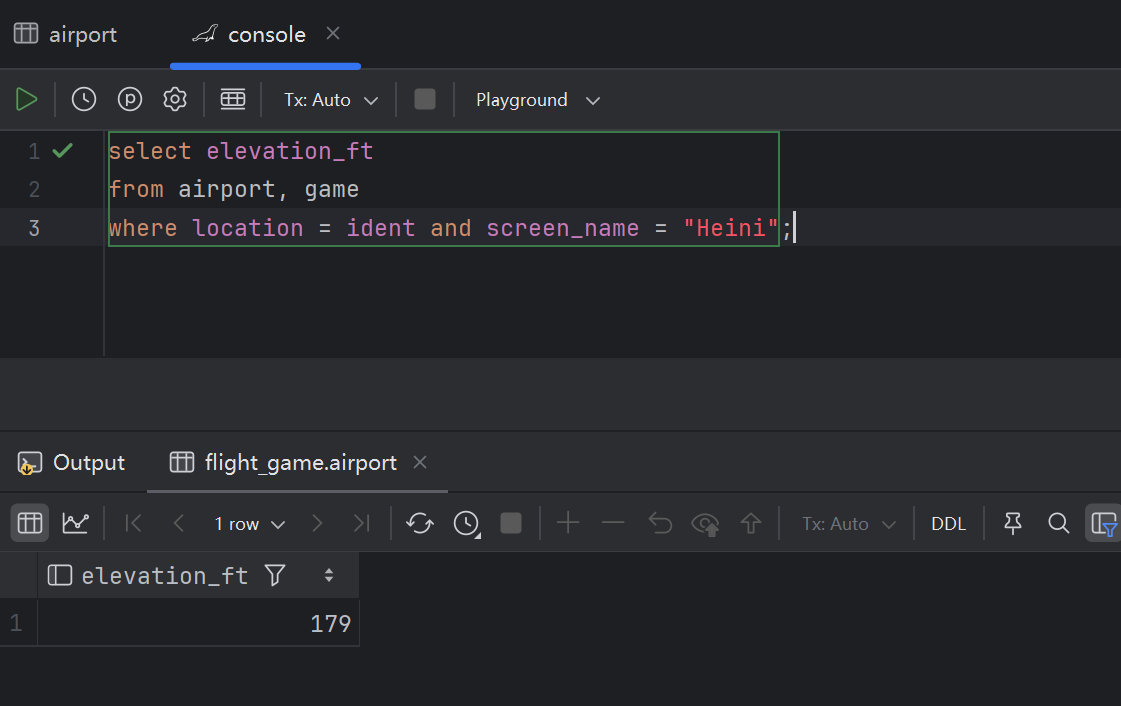 airport console
Tx: Auto Playground
1 select elevation_ft
2 from airport, game
3 where location = ident and screen_name = "Heini";
Output flight_game.airport
1 row Tx: Auto DDL
elevation_ft
1 179